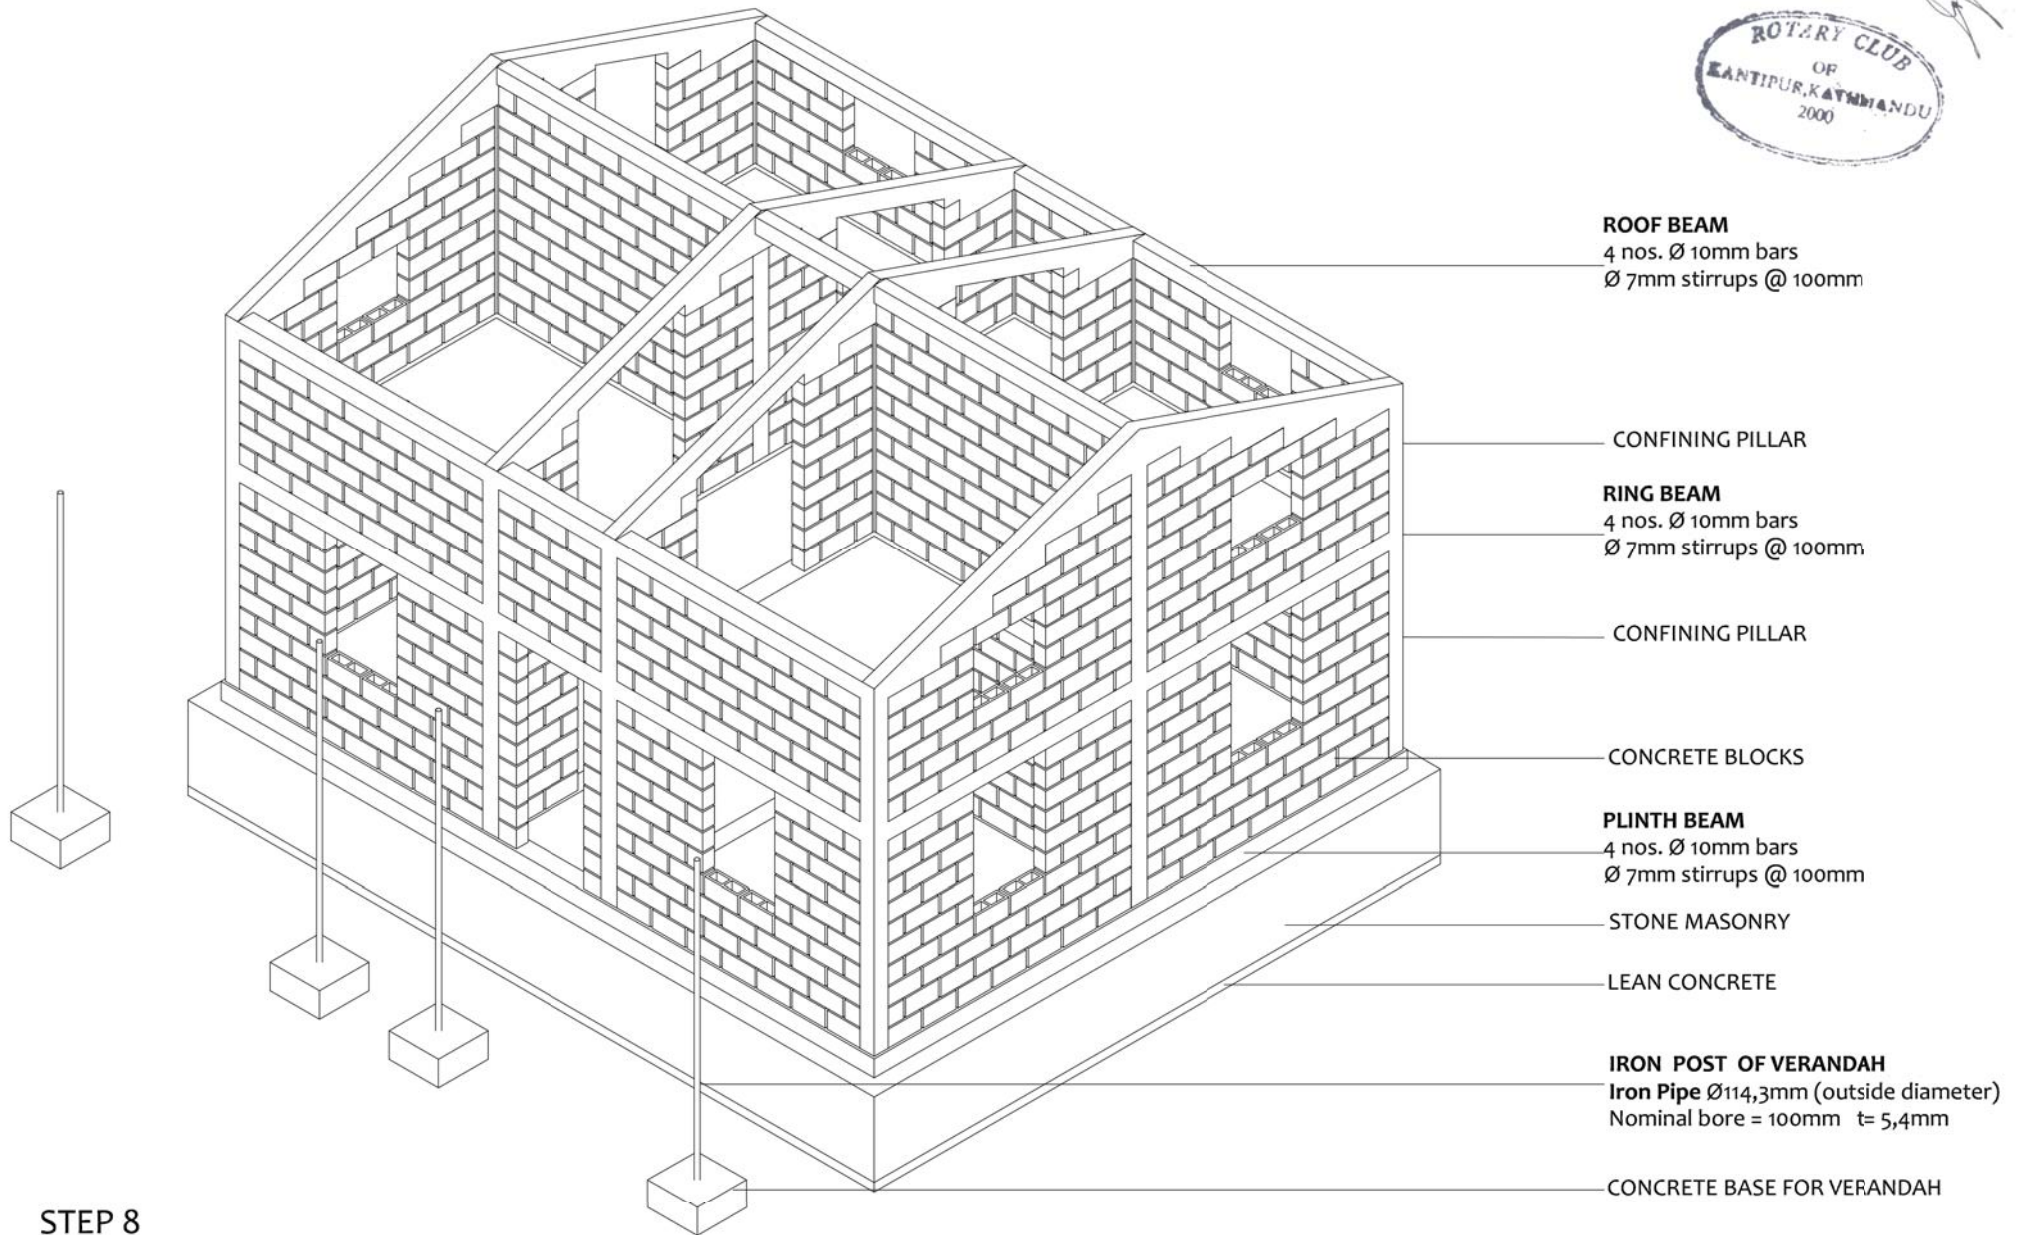 ROTARY CLUB
OF
KANTIPUR, KATHMANDU
2000
ROOF BEAM
4 nos. Ø 10mm bars
Ø 7mm stirrups @ 100mm
CONFINING PILLAR
RING BEAM
4 nos. Ø 10mm bars
Ø 7mm stirrups @ 100mm
CONFINING PILLAR
CONCRETE BLOCKS
PLINTH BEAM
4 nos. Ø 10mm bars
Ø 7mm stirrups @ 100mm
STONE MASONRY
LEAN CONCRETE
IRON POST OF VERANDAH
Iron Pipe Ø114,3mm (outside diameter)
Nominal bore = 100mm t= 5,4mm
CONCRETE BASE FOR VERANDAH
STEP 8